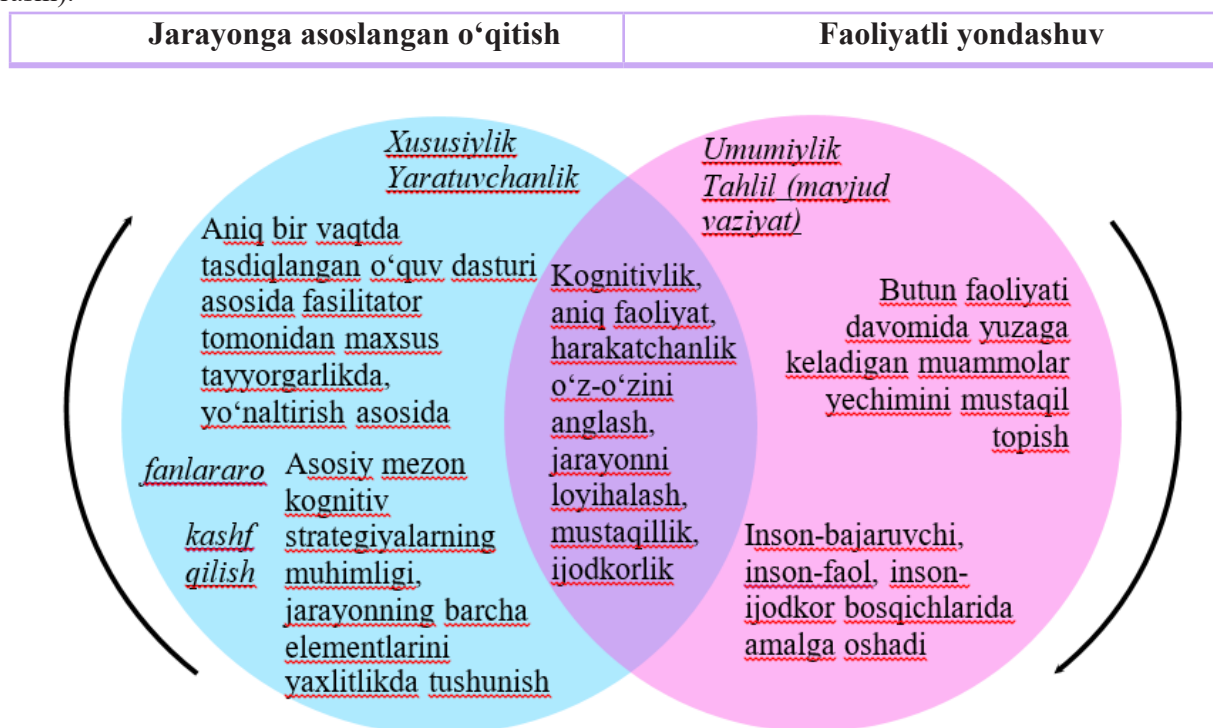 Jarayonga asoslangan o‘qitish
Faoliyatli yondashuv
Xususiylik
Yaratuvchanlik
Aniq bir vaqtda
tasdiqlangan o‘quv dasturi
asosida fasilitator
tomonidan maxsus
tayyorgarlikda,
yo‘naltirish asosida
fanlararo
kashf
qilish
Asosiy mezon
kognitiv
strategiyalarning
muhimligi,
jarayonning barcha
elementlarini
yaxlitlikda tushunish
Kognitivlik,
aniq faoliyat,
harakatchanlik
o‘z-o‘zini
anglash,
jarayonni
loyihalash,
mustaqillik,
ijodkorlik
Umumiylik
Tahlil (mavjud
vaziyat)
Butun faoliyati
davomida yuzaga
keladigan muammolar
yechimini mustaqil
topish
Inson-bajaruvchi,
inson-faol, inson-
ijodkor bosqichlarida
amalga oshadi